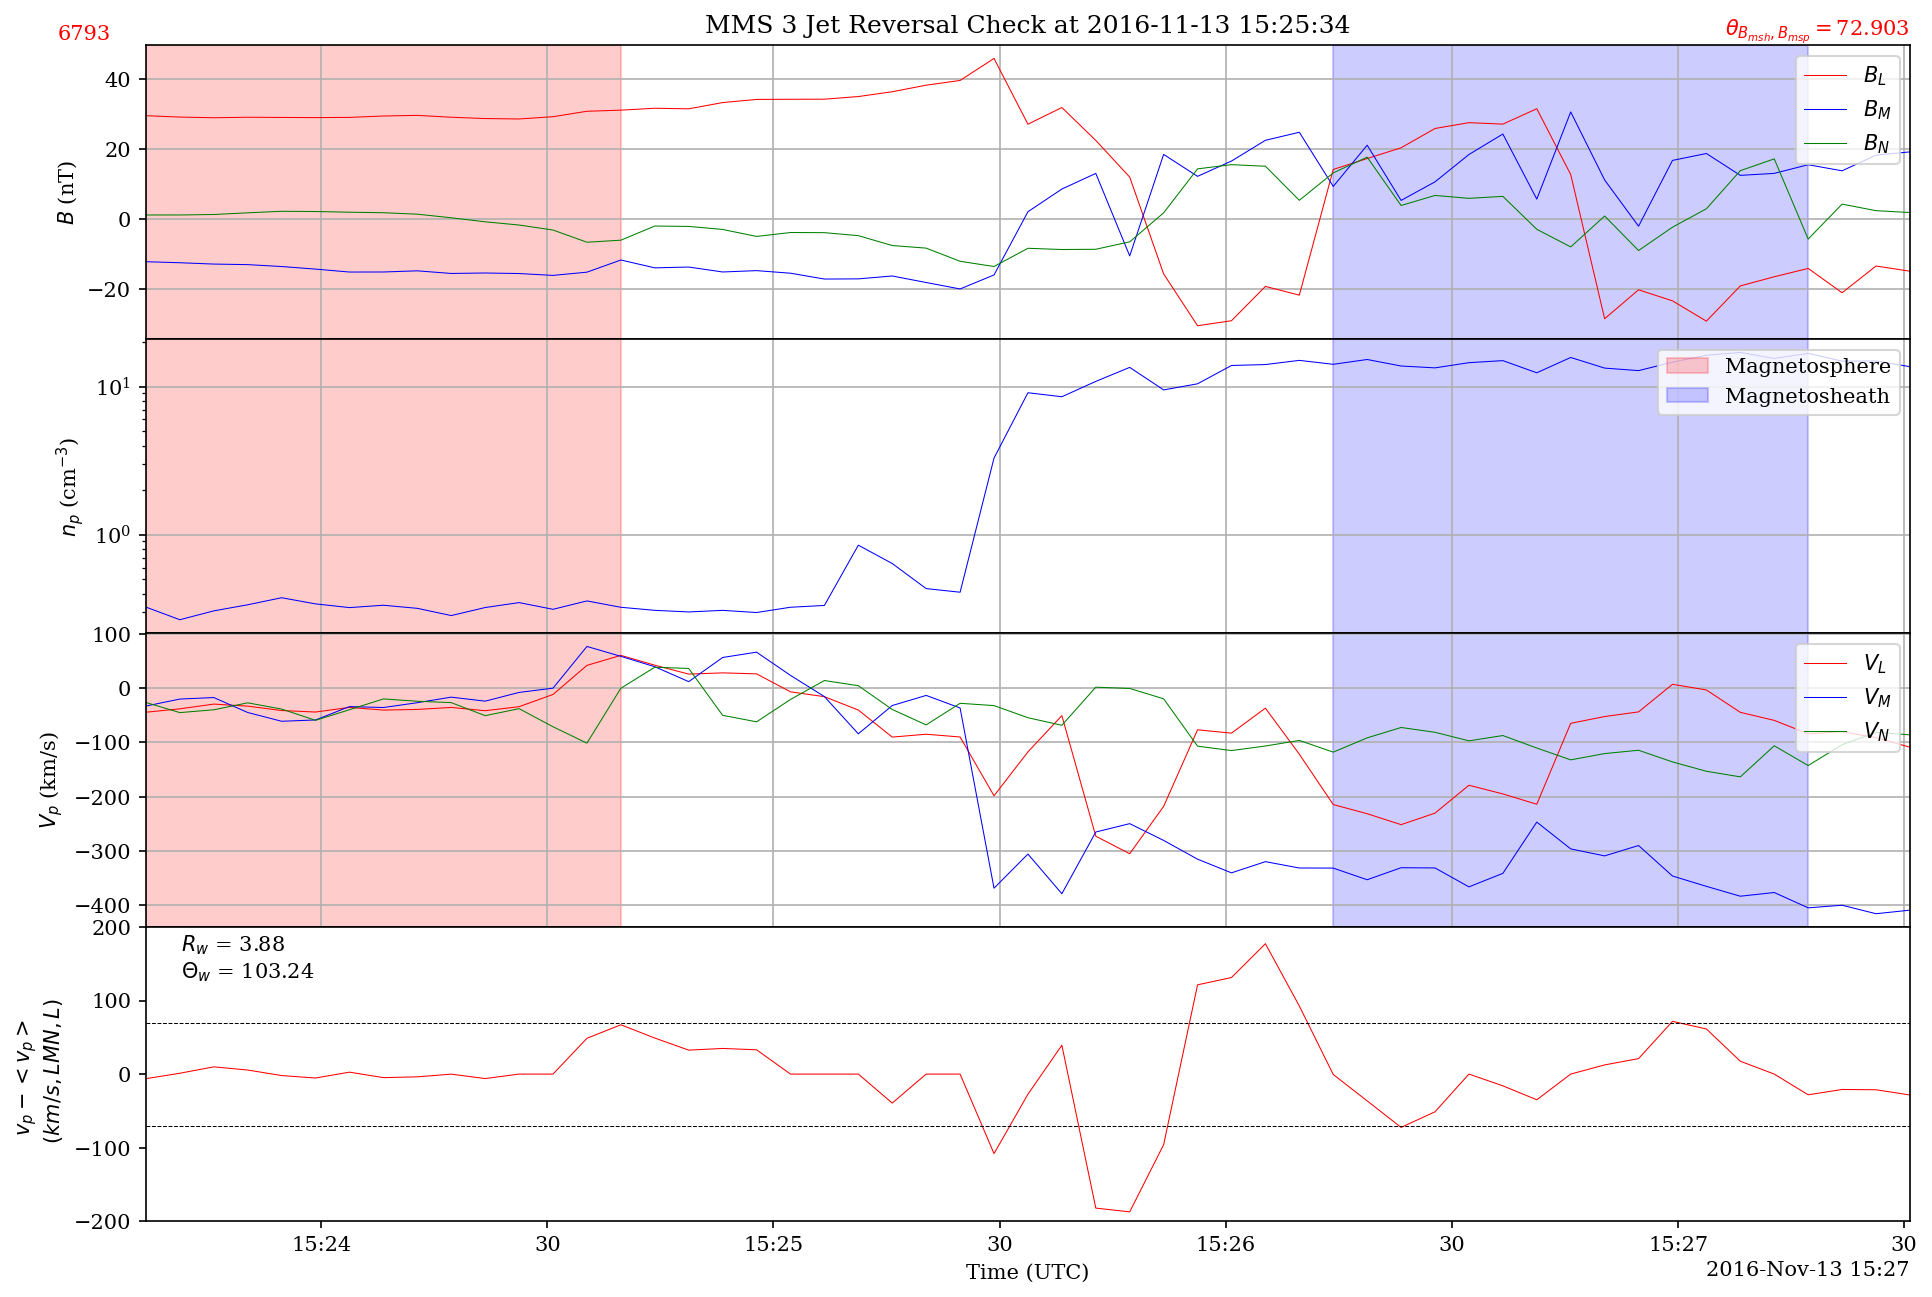 6793
MMS 3 Jet Reversal Check at 2016-11-13 15:25:34
θ_{B_{msh}, B_{msp}} = 72.903
B (nT)
40
20
0
−20
B_L
B_M
B_N
n_p (cm^{−3})
10^1
10^0
Magnetosphere
Magnetosheath
V_p (km/s)
100
0
−100
−200
−300
−400
V_L
V_M
V_N
v_p − < v_p >
(km/s, LMN, L)
200
100
0
−100
−200
R_w = 3.88
Θ_w = 103.24
15:24
30
15:25
30
15:26
30
15:27
30
Time (UTC)
2016-Nov-13 15:27